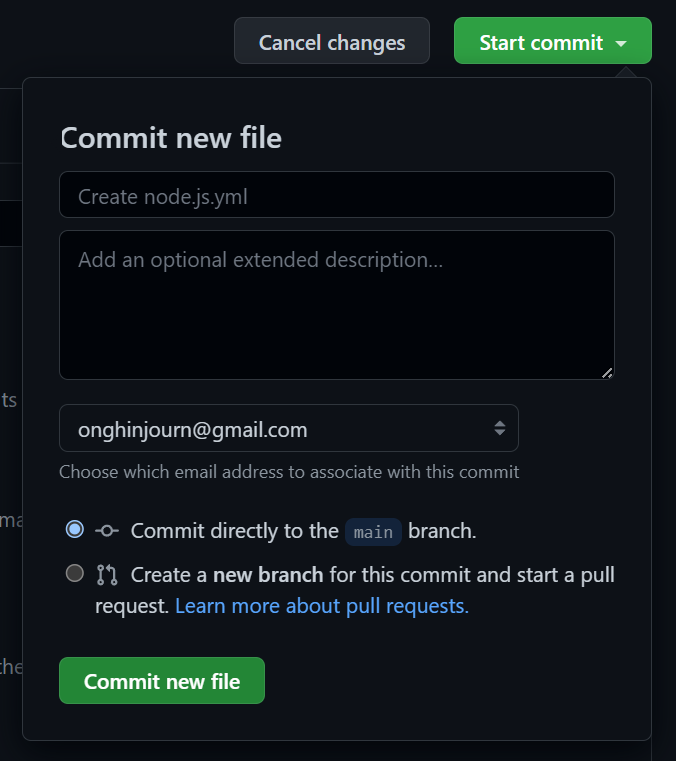 Cancel changes
Start commit
Commit new file
Create node.js.yml
Add an optional extended description...
ts
onghinjourn@gmail.com
Choose which email address to associate with this commit
ma
Commit directly to the main branch.
Create a new branch for this commit and start a pull
request. Learn more about pull requests.
the
Commit new file